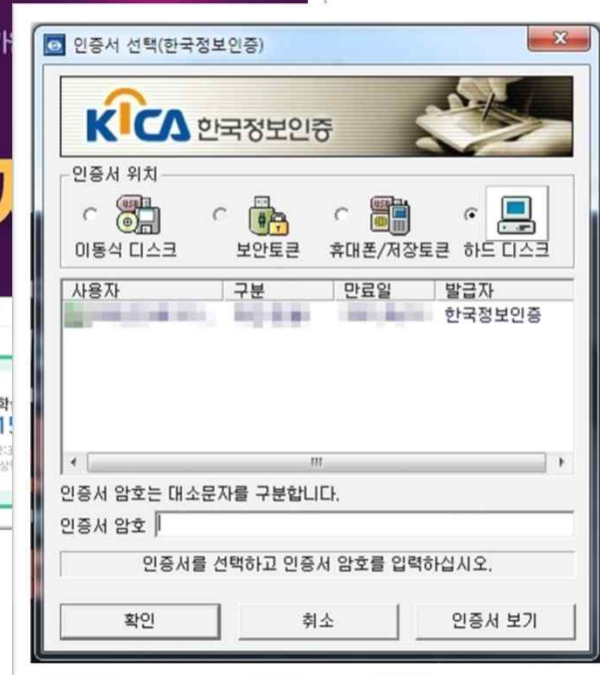 인증서 선택(한국정보인증)
KICA 한국정보인증
인증서 위치
이동식 디스크 보안토큰 휴대폰/저장토큰 하드 디스크
사용자 구분 만료일 발급자
한국정보인증
인증서 암호는 대소문자를 구분합니다.
인증서 암호
인증서를 선택하고 인증서 암호를 입력하십시오.
확인 취소 인증서 보기